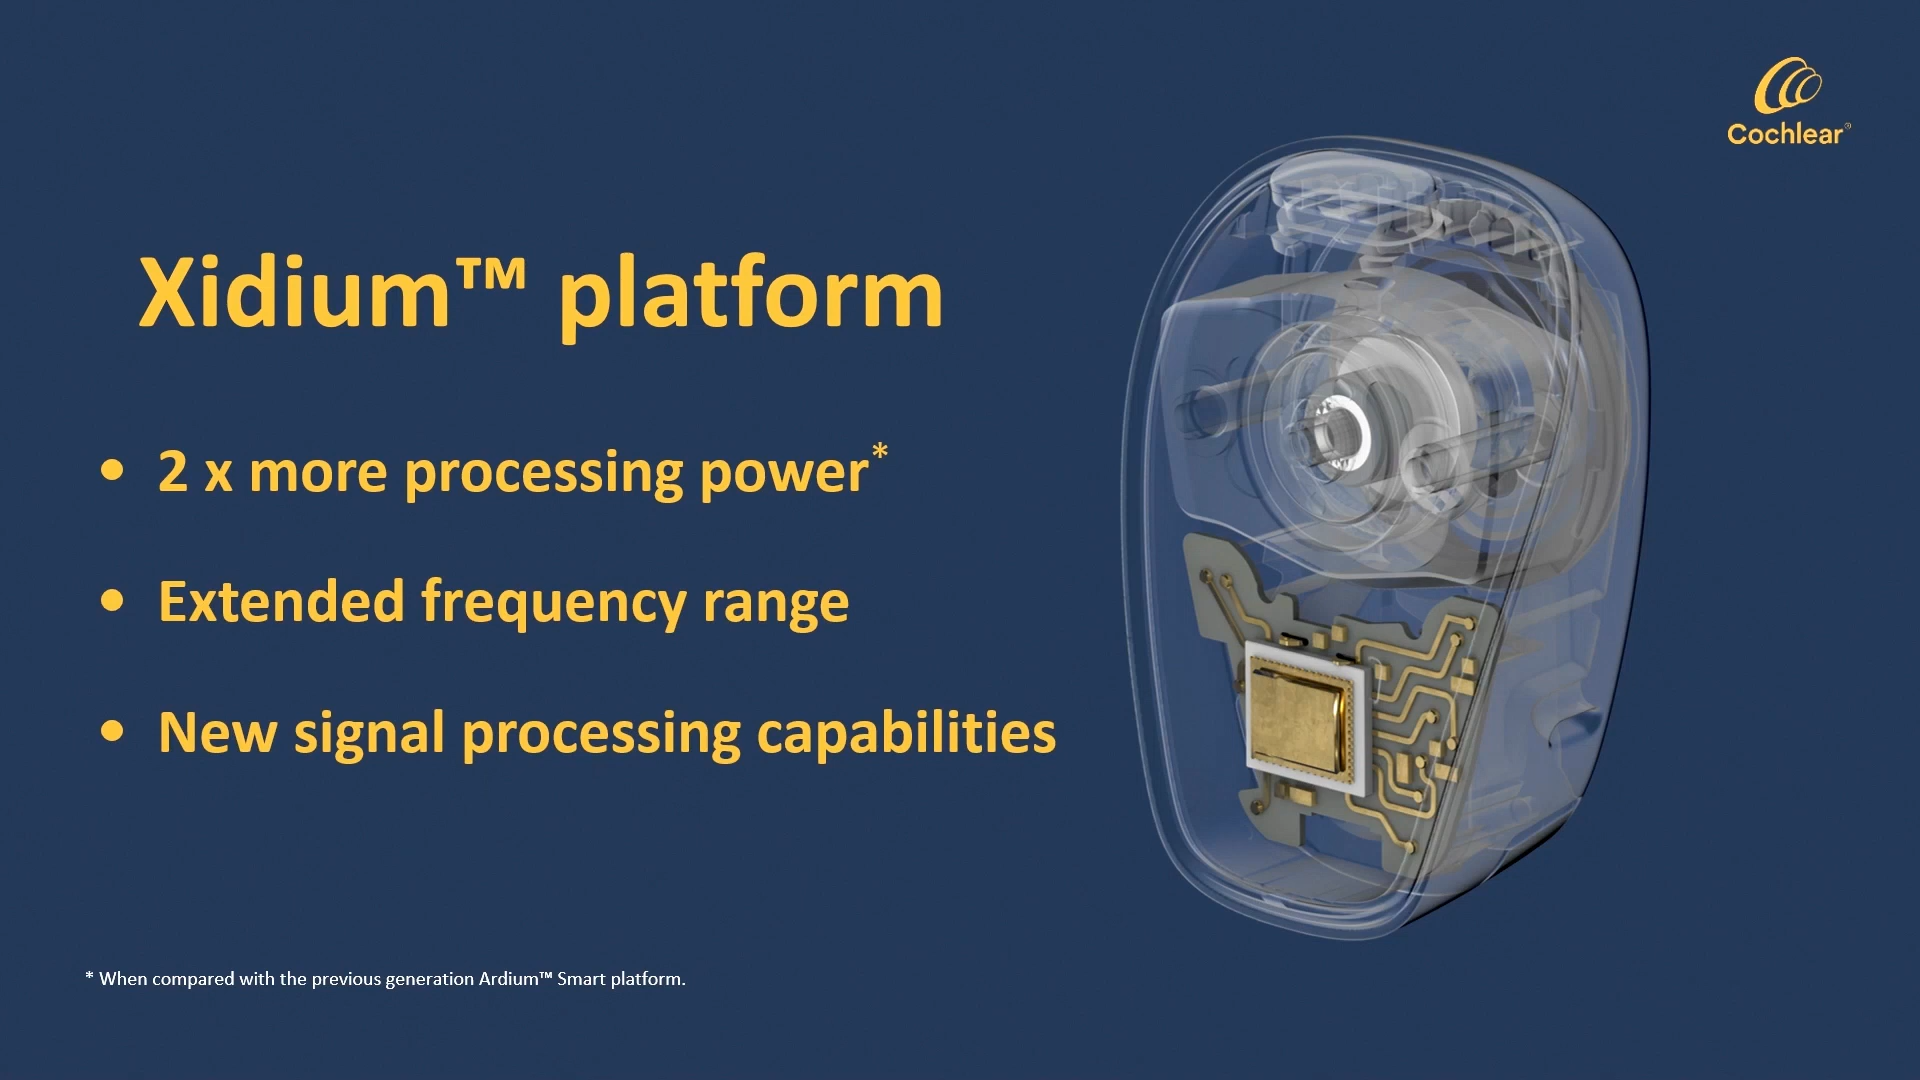 Cochlear®
Xidium™ platform
• 2 x more processing power*
• Extended frequency range
• New signal processing capabilities
* When compared with the previous generation Ardium™ Smart platform.